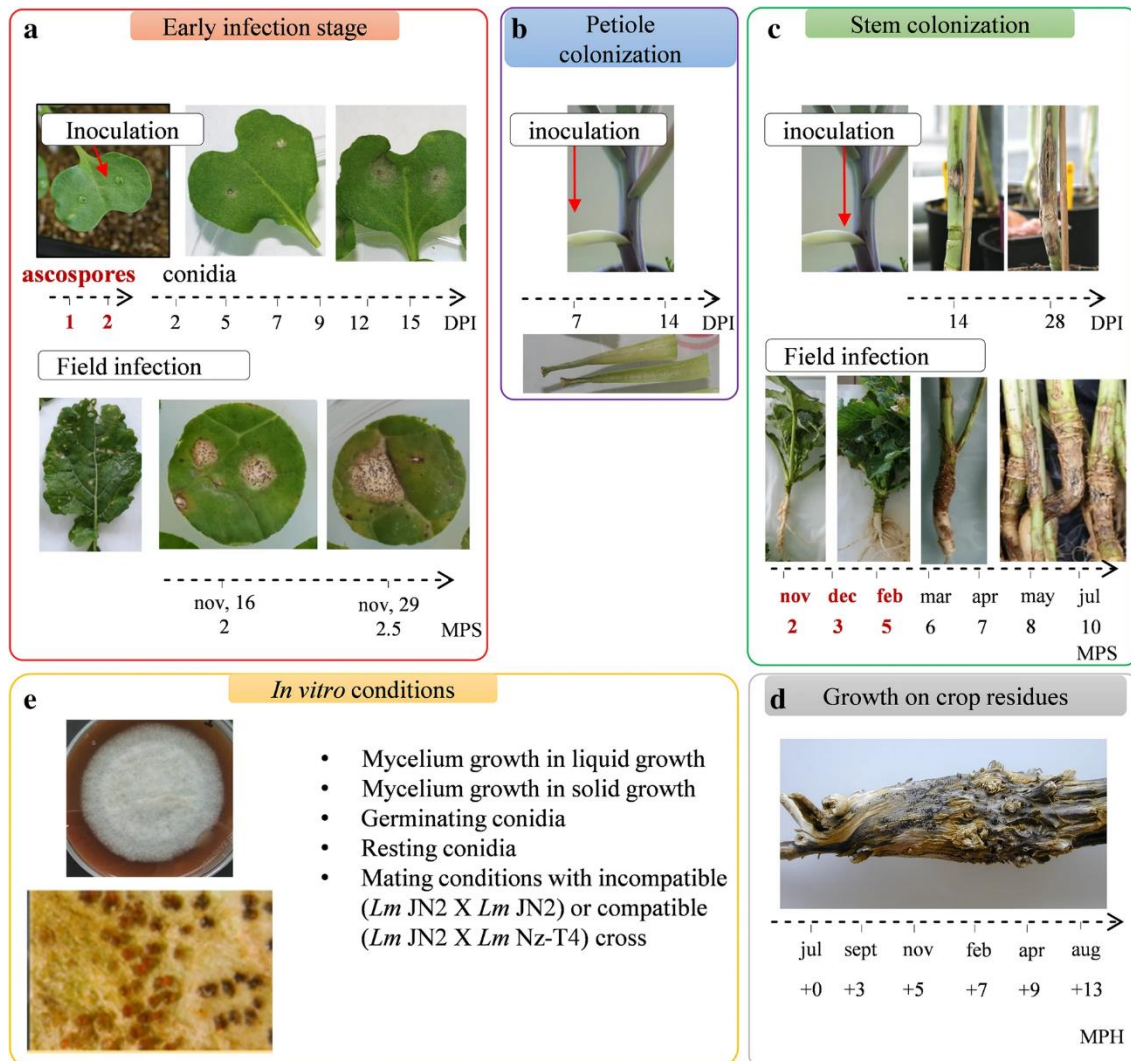 a
Early infection stage
Inoculation
ascospores
conidia
1 2 2 5 7 9 12 15 DPI
Field infection
nov, 16 nov, 29
2 2.5 MPS
b
Petiole
colonization
inoculation
7 14 DPI
c
Stem colonization
inoculation
14 28 DPI
Field infection
nov dec feb mar apr may jul
2 3 5 6 7 8 10
MPS
e
In vitro conditions
• Mycelium growth in liquid growth
• Mycelium growth in solid growth
• Germinating conidia
• Resting conidia
• Mating conditions with incompatible
(Lm JN2 X Lm JN2) or compatible
(Lm JN2 X Lm Nz-T4) cross
d
Growth on crop residues
jul sept nov feb apr aug
+0 +3 +5 +7 +9 +13
MPH